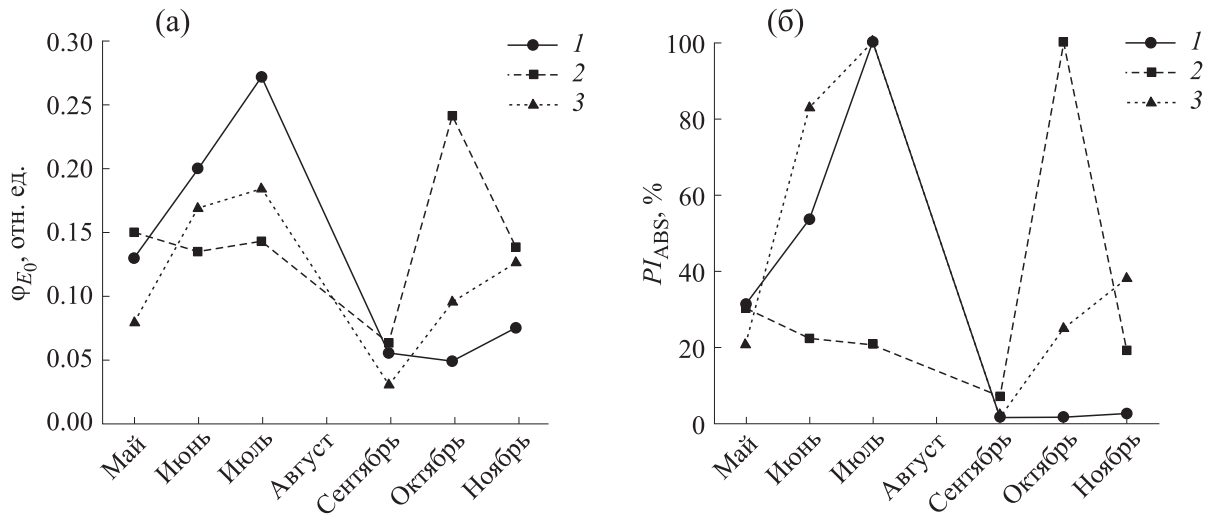 (а)
φE0, отн. ед.
0.30
0.25
0.20
0.15
0.10
0.05
0.00
Май
Июнь
Июль
Август
Сентябрь
Октябрь
Ноябрь
1
2
3
(б)
PIABS, %
100
80
60
40
20
0
Май
Июнь
Июль
Август
Сентябрь
Октябрь
Ноябрь
1
2
3